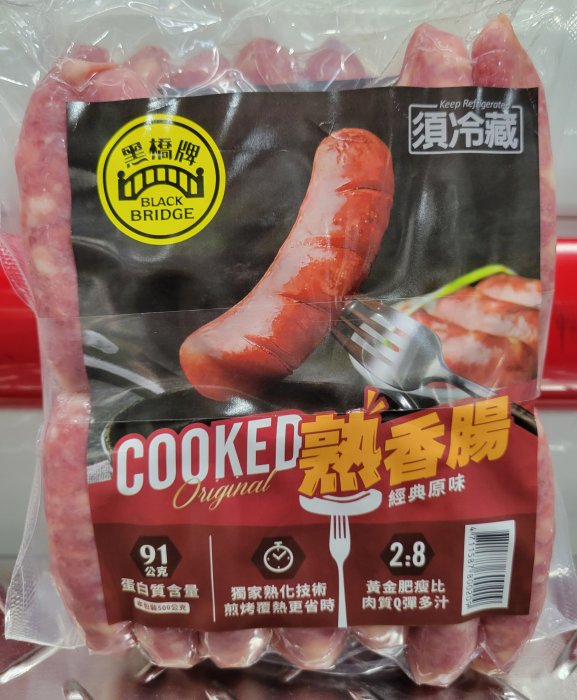 Keep Refrigerated
須冷藏
黑橋牌
BLACK
BRIDGE
COOKED
Original
熟香腸
經典原味
91
公克
蛋白質含量
本包裝500公克
獨家熟化技術
煎烤覆熱更省時
2:8
黃金肥瘦比
肉質Q彈多汁